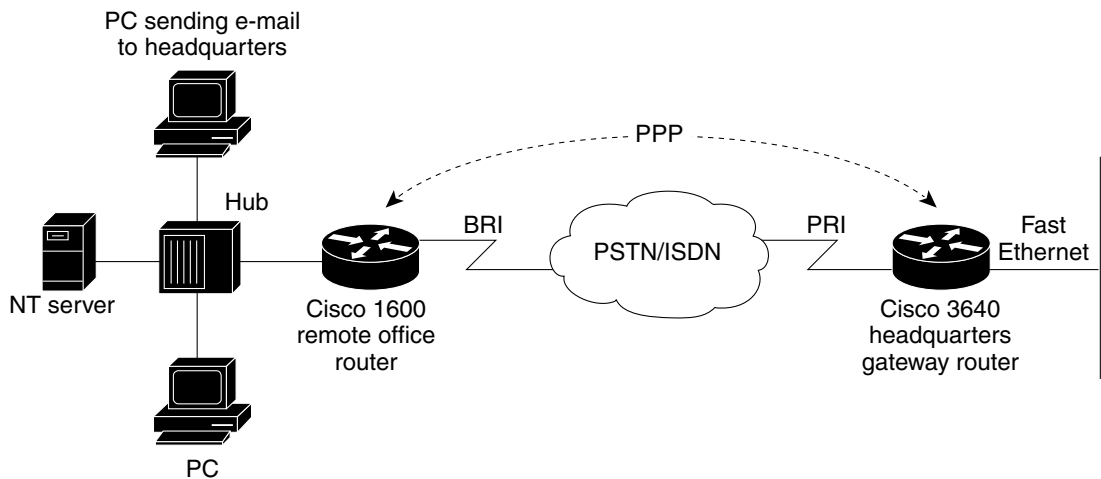 PC sending e-mail
to headquarters
PPP
Hub
BRI
PSTN/ISDN
PRI
Fast
Ethernet
NT server
Cisco 1600
remote office
router
Cisco 3640
headquarters
gateway router
PC